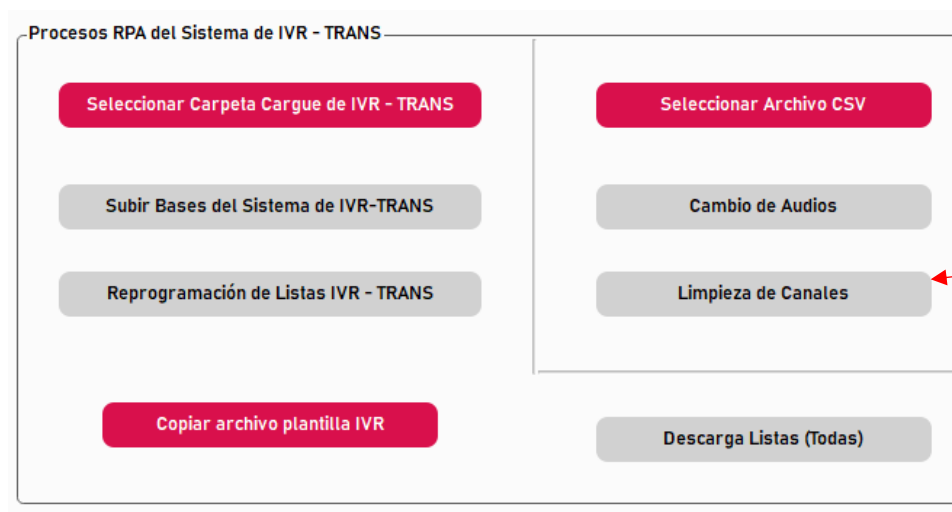 Procesos RPA del Sistema de IVR - TRANS
Seleccionar Carpeta Cargue de IVR - TRANS
Seleccionar Archivo CSV
Subir Bases del Sistema de IVR-TRANS
Cambio de Audios
Reprogramación de Listas IVR - TRANS
Limpieza de Canales
Copiar archivo plantilla IVR
Descarga Listas (Todas)